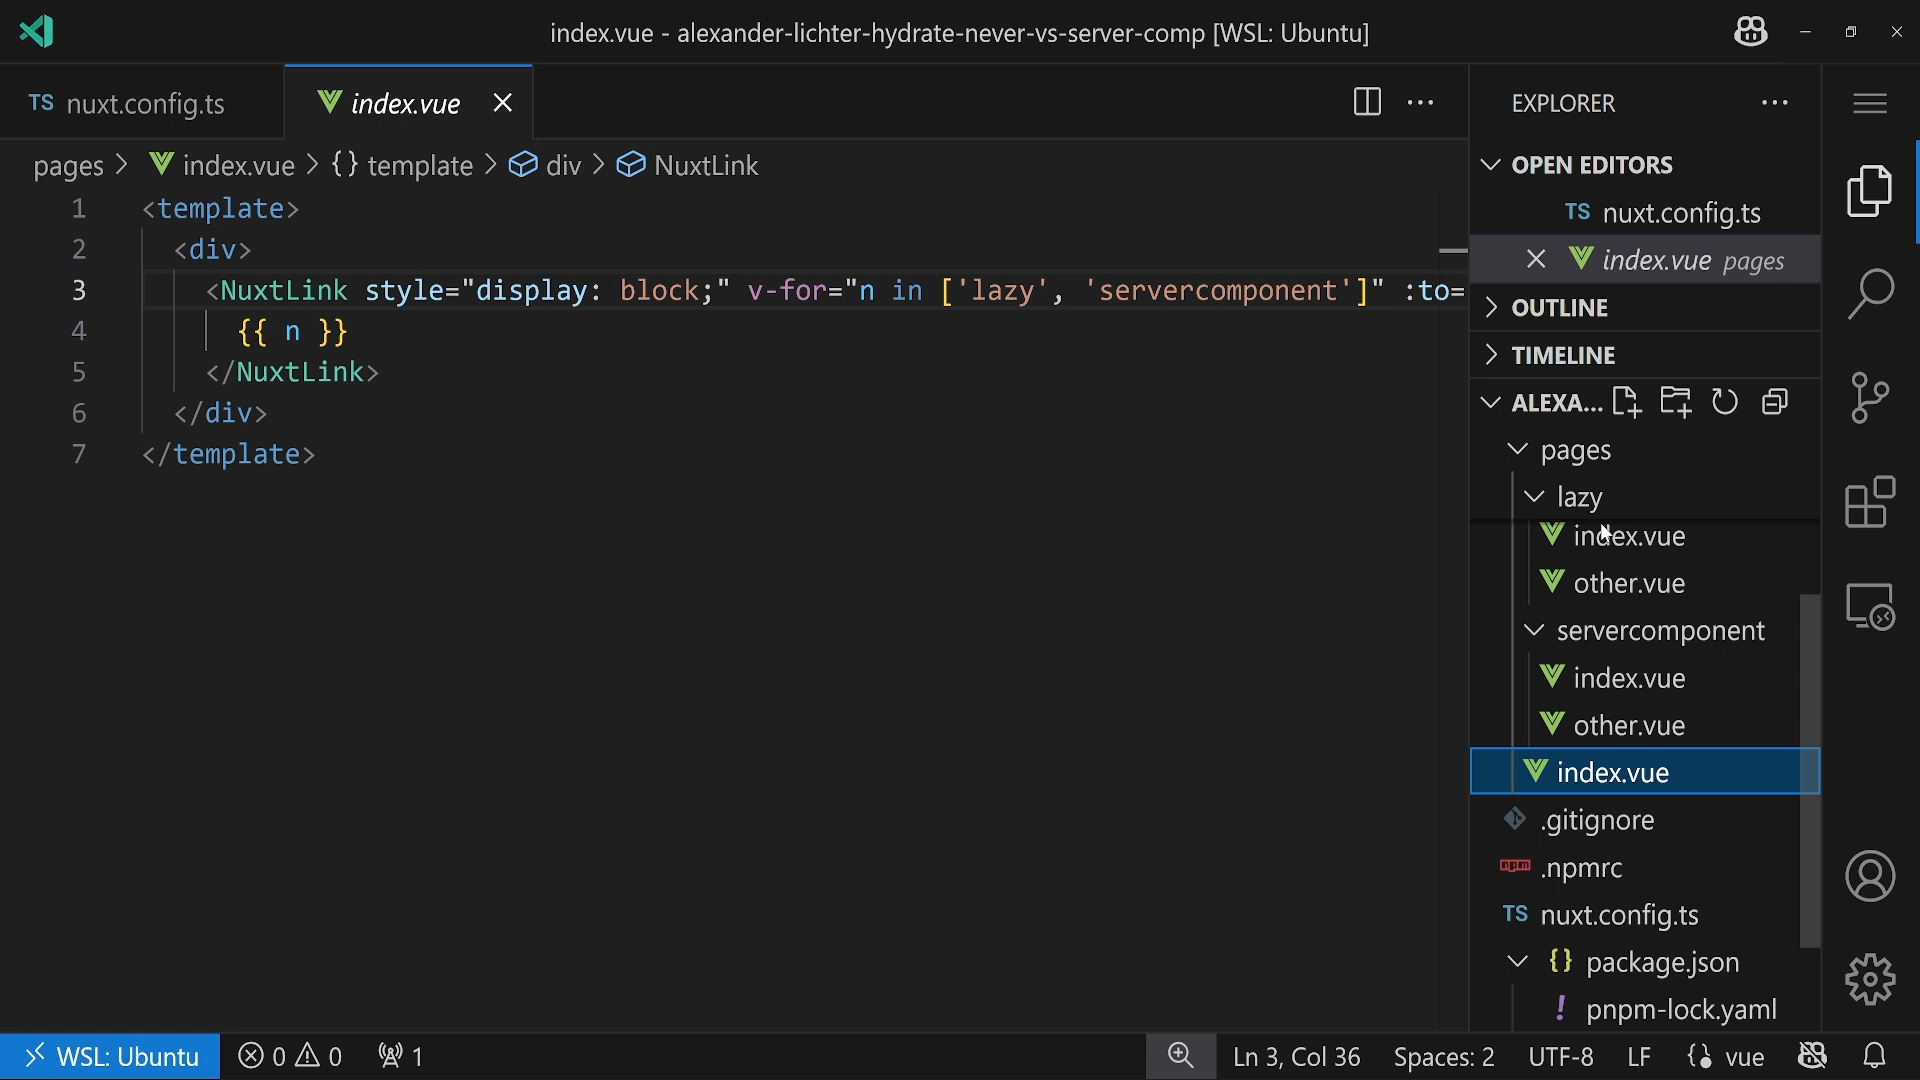 index.vue - alexander-lichter-hydrate-never-vs-server-comp [WSL: Ubuntu]
TS nuxt.config.ts
index.vue
pages > index.vue > {} template > div > NuxtLink
1 <template>
2 <div>
3 <NuxtLink style="display: block;" v-for="n in ['lazy', 'servercomponent']" :to=
4 {{ n }}
5 </NuxtLink>
6 </div>
7 </template>
EXPLORER
OPEN EDITORS
TS nuxt.config.ts
index.vue pages
OUTLINE
TIMELINE
ALEXA...
pages
lazy
index.vue
other.vue
servercomponent
index.vue
other.vue
index.vue
.gitignore
npm .npmrc
TS nuxt.config.ts
{} package.json
! pnpm-lock.yaml
WSL: Ubuntu
0
0
1
Ln 3, Col 36
Spaces: 2
UTF-8
LF
vue